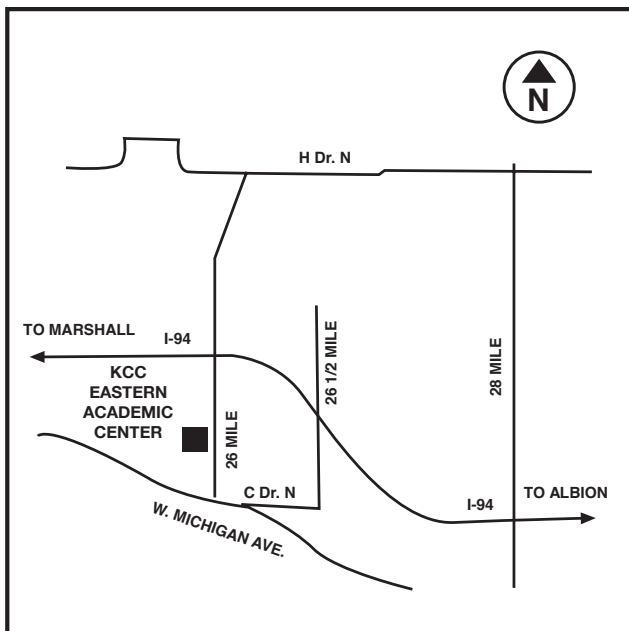 N
H Dr. N
TO MARSHALL
I-94
KCC
EASTERN
ACADEMIC
CENTER
26 MILE
26 1/2 MILE
28 MILE
C Dr. N
W. MICHIGAN AVE.
I-94
TO ALBION